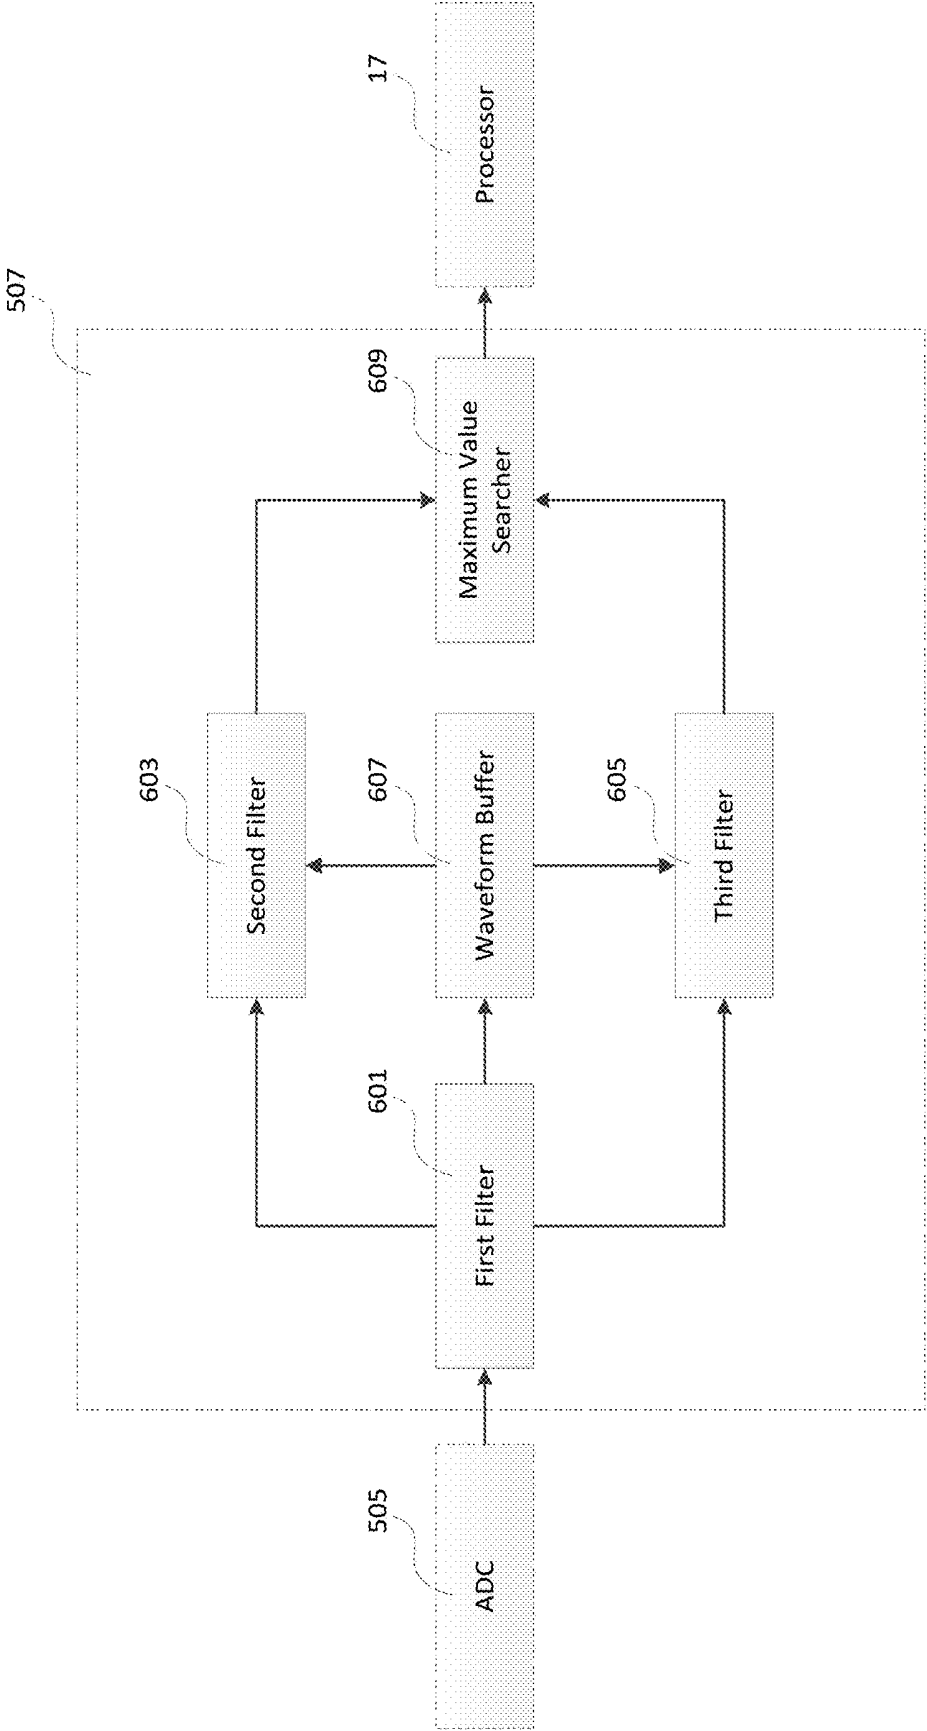 507
505
ADC
601
First Filter
603
Second Filter
607
Waveform Buffer
605
Third Filter
609
Maximum Value
Searcher
17
Processor